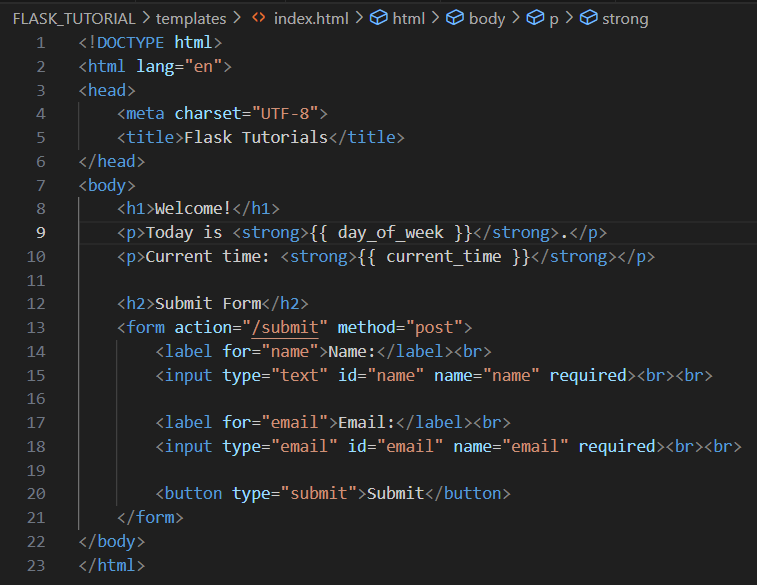 FLASK_TUTORIAL > templates > <> index.html > html > body > p > strong
1 <!DOCTYPE html>
2 <html lang="en">
3 <head>
4     <meta charset="UTF-8">
5     <title>Flask Tutorials</title>
6 </head>
7 <body>
8     <h1>Welcome!</h1>
9     <p>Today is <strong>{{ day_of_week }}</strong>.</p>
10     <p>Current time: <strong>{{ current_time }}</strong></p>
11
12     <h2>Submit Form</h2>
13     <form action="/submit" method="post">
14         <label for="name">Name:</label><br>
15         <input type="text" id="name" name="name" required><br><br>
16
17         <label for="email">Email:</label><br>
18         <input type="email" id="email" name="email" required><br><br>
19
20         <button type="submit">Submit</button>
21     </form>
22 </body>
23 </html>